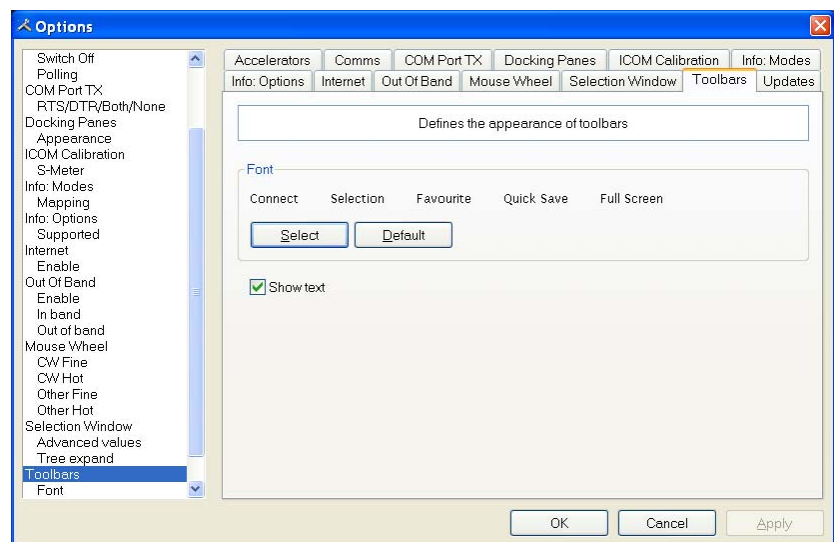 Options
Switch Off
Polling
COM Port TX
RTS/DTR/Both/None
Docking Panes
Appearance
ICOM Calibration
S-Meter
Info: Modes
Mapping
Info: Options
Supported
Internet
Enable
Out Of Band
Enable
In band
Out of band
Mouse Wheel
CW Fine
CW Hot
Other Fine
Other Hot
Selection Window
Advanced values
Tree expand
Toolbars
Font
Accelerators Comms COM Port TX Docking Panes ICOM Calibration Info: Modes
Info: Options Internet Out Of Band Mouse Wheel Selection Window Toolbars Updates
Defines the appearance of toolbars
Font
Connect Selection Favourite Quick Save Full Screen
Select Default
Show text
OK Cancel Apply